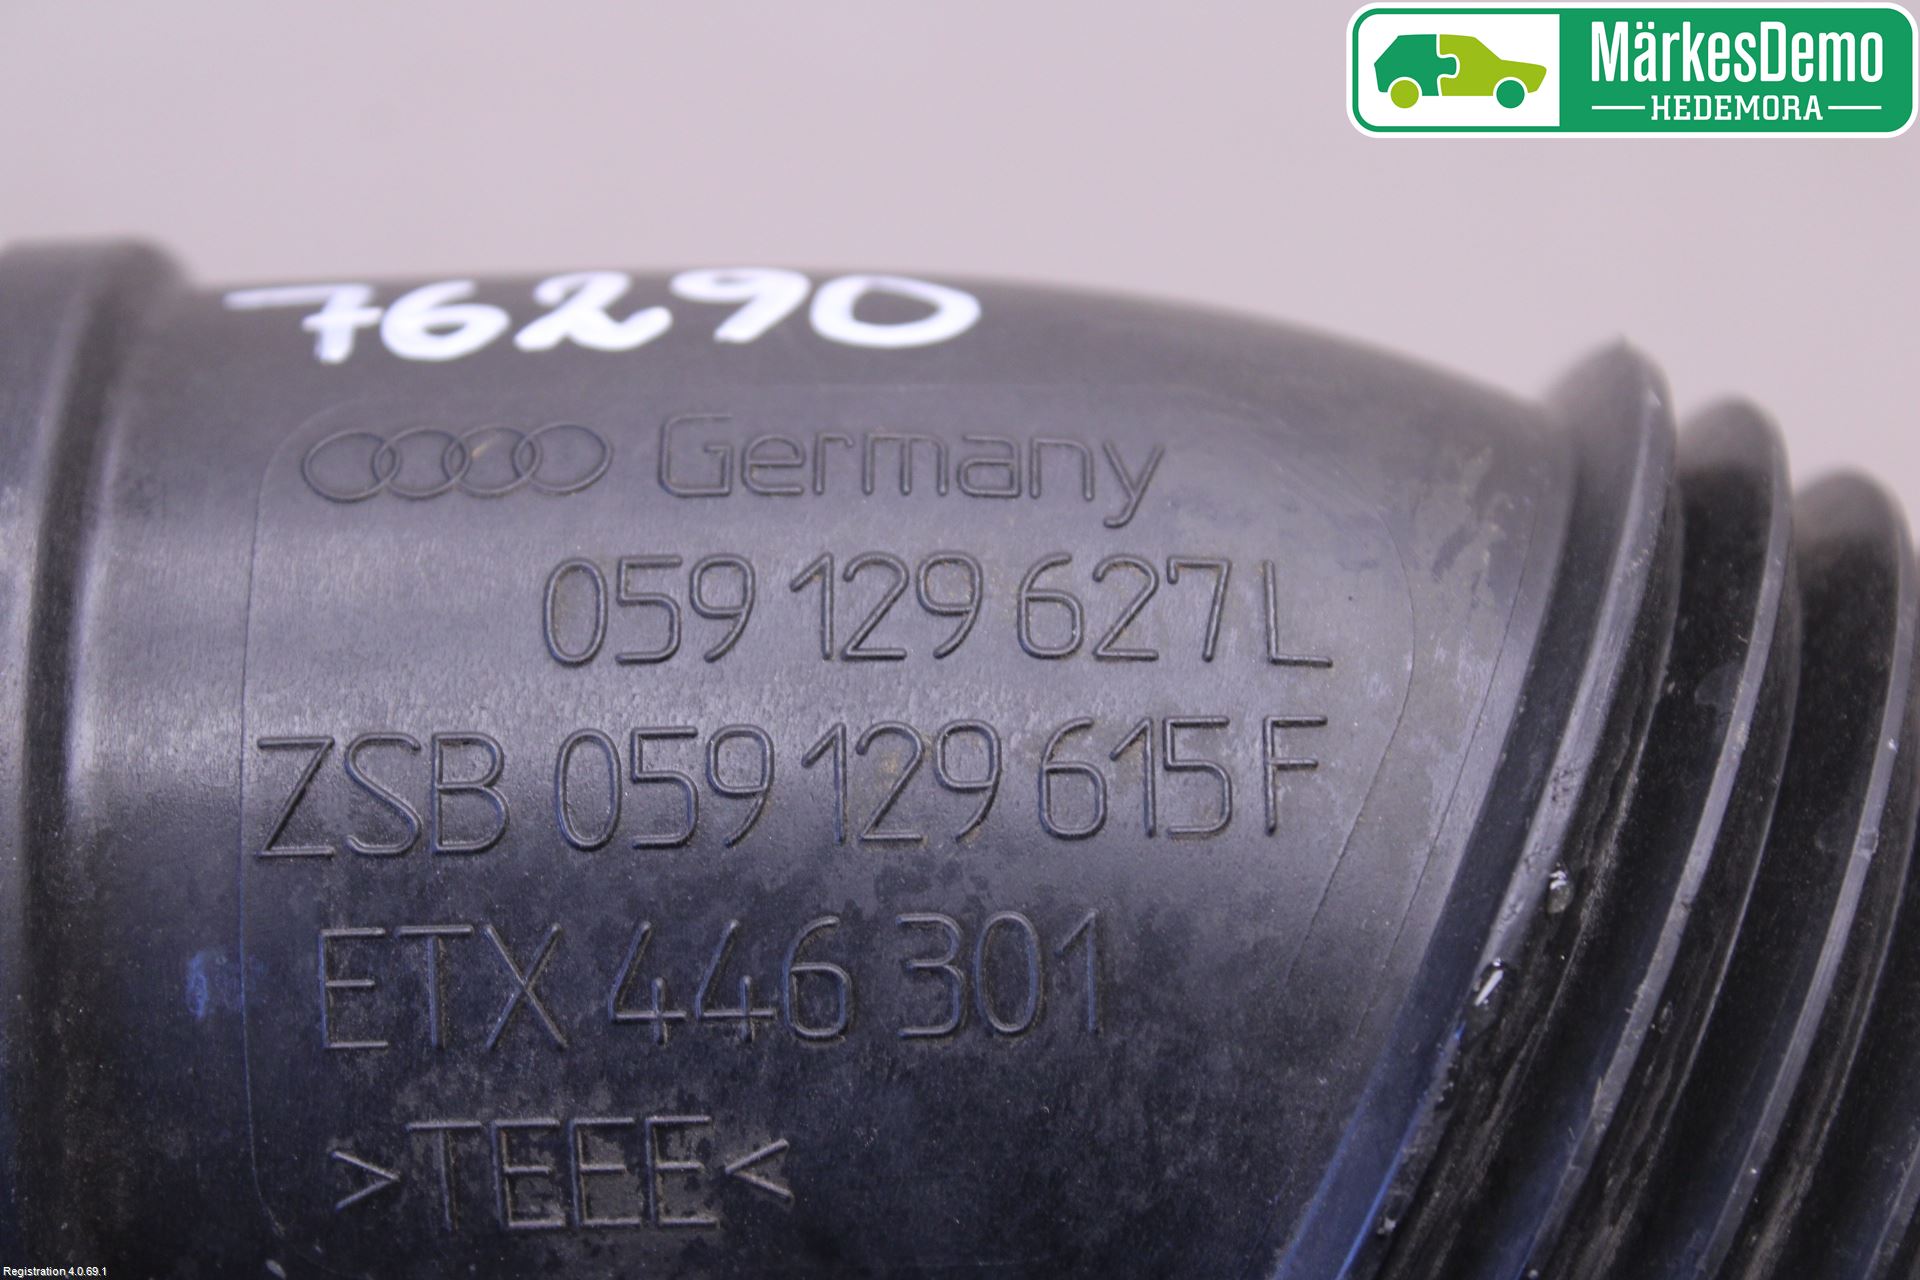 MärkesDemo
HEDEMORA
76290
Germany
059 129 627 L
ZSB 059 129 615 F
ETX 446 301
>TEEE<
Registration 4.0.69.1